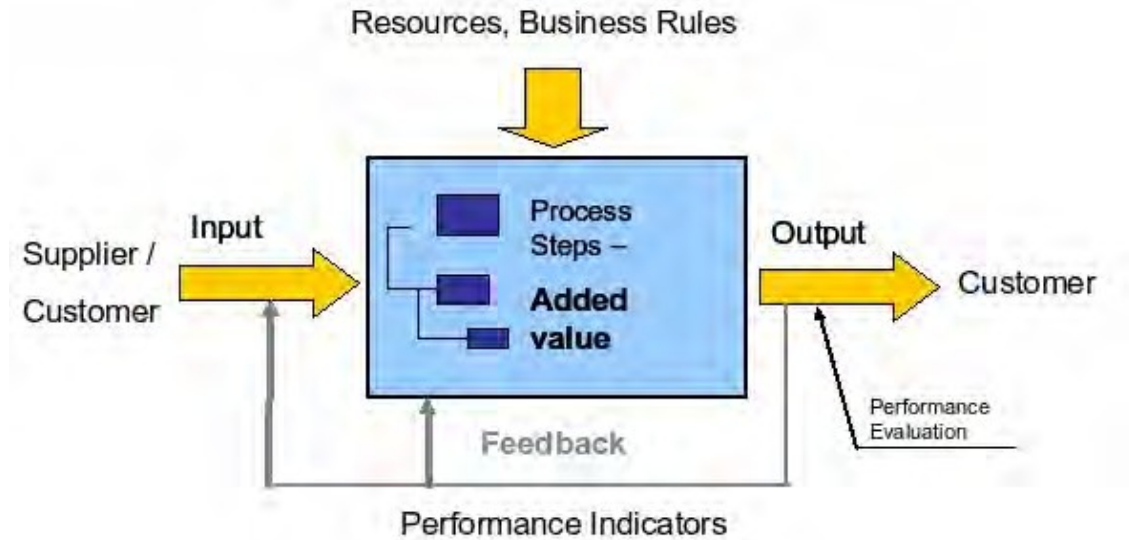 Resources, Business Rules
Input
Supplier /
Customer
Process
Steps –
Added
value
Output
Customer
Performance
Evaluation
Feedback
Performance Indicators